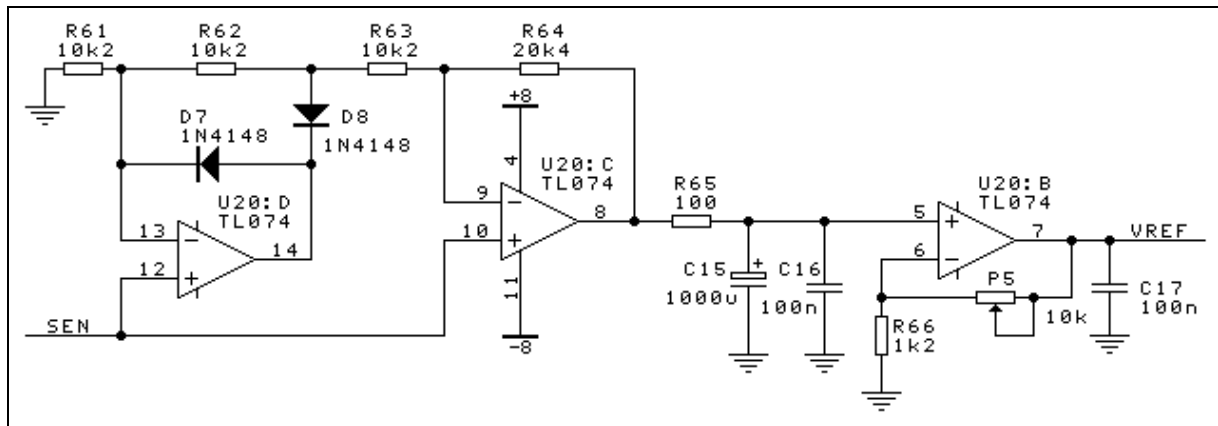 R61
10k2
R62
10k2
R63
10k2
R64
20k4
D7
1N4148
D8
1N4148
+8
4
U20:D
TL074
13
12
14
SEN
U20:C
TL074
9
10
8
11
-8
R65
100
C15
+
1000u
C16
100n
U20:B
TL074
5
6
7
VREF
P5
10k
R66
1k2
C17
100n